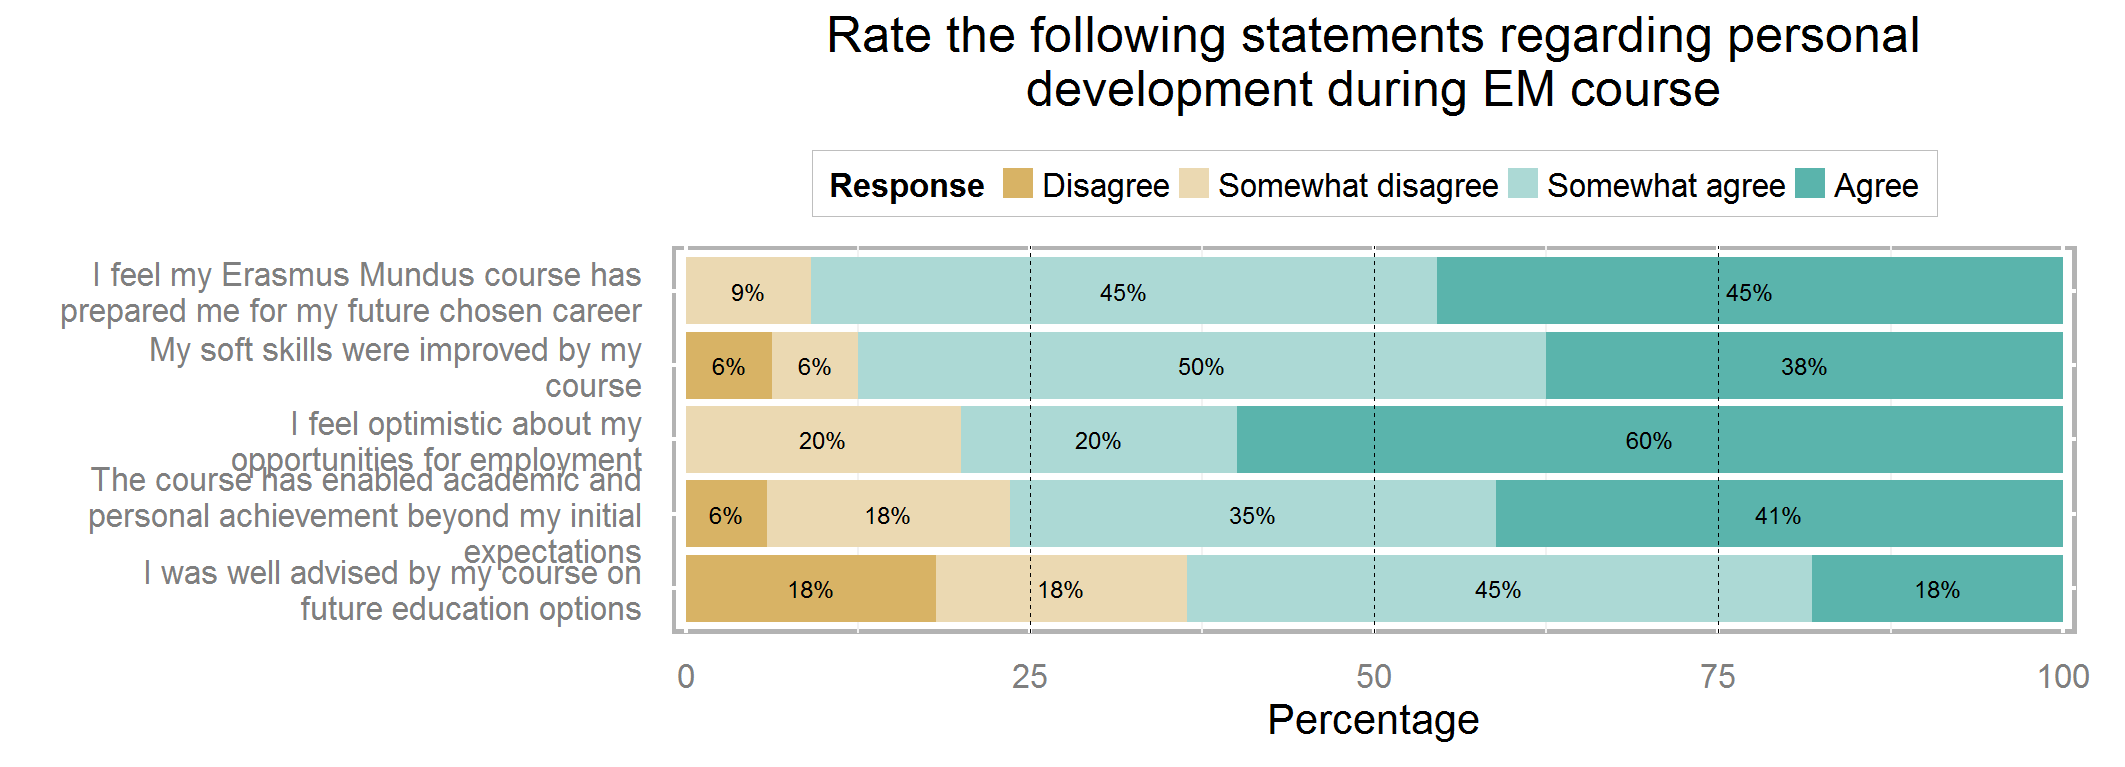 Rate the following statements regarding personal
development during EM course
Response Disagree Somewhat disagree Somewhat agree Agree
I feel my Erasmus Mundus course has
prepared me for my future chosen career
9% 45% 45%
My soft skills were improved by my
course
6% 6% 50% 38%
I feel optimistic about my
opportunities for employment
20% 20% 60%
The course has enabled academic and
personal achievement beyond my initial
expectations
6% 18% 35% 41%
I was well advised by my course on
future education options
18% 18% 45% 18%
0 25 50 75 100
Percentage